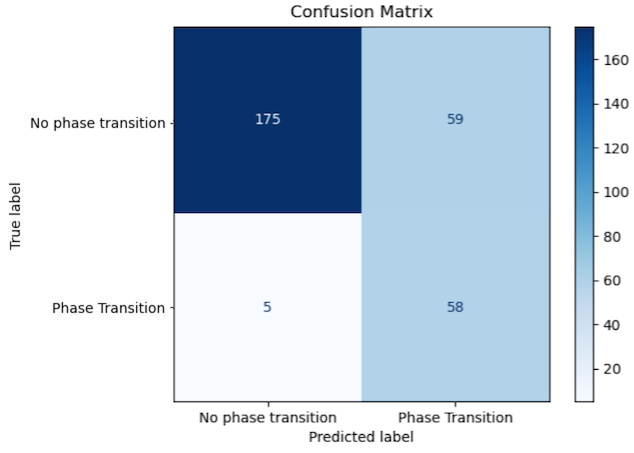 Confusion Matrix
No phase transition
175
59
Phase Transition
5
58
True label
No phase transition
Phase Transition
Predicted label
160
140
120
100
80
60
40
20